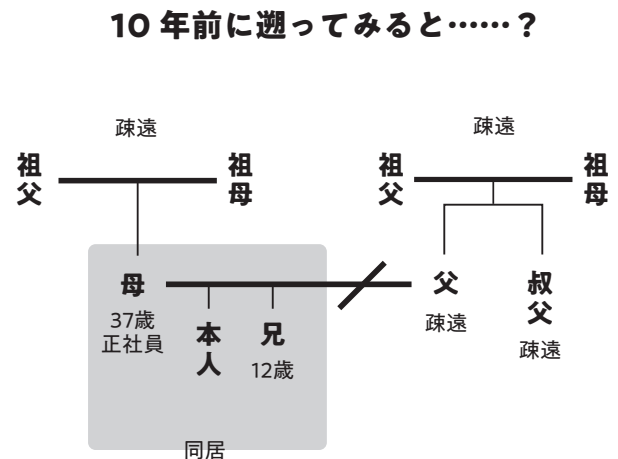 10年前に遡ってみると……？
疎遠
疎遠
祖父
祖母
祖父
祖母
母
37歳
正社員
本人
兄
12歳
父
疎遠
叔父
疎遠
同居